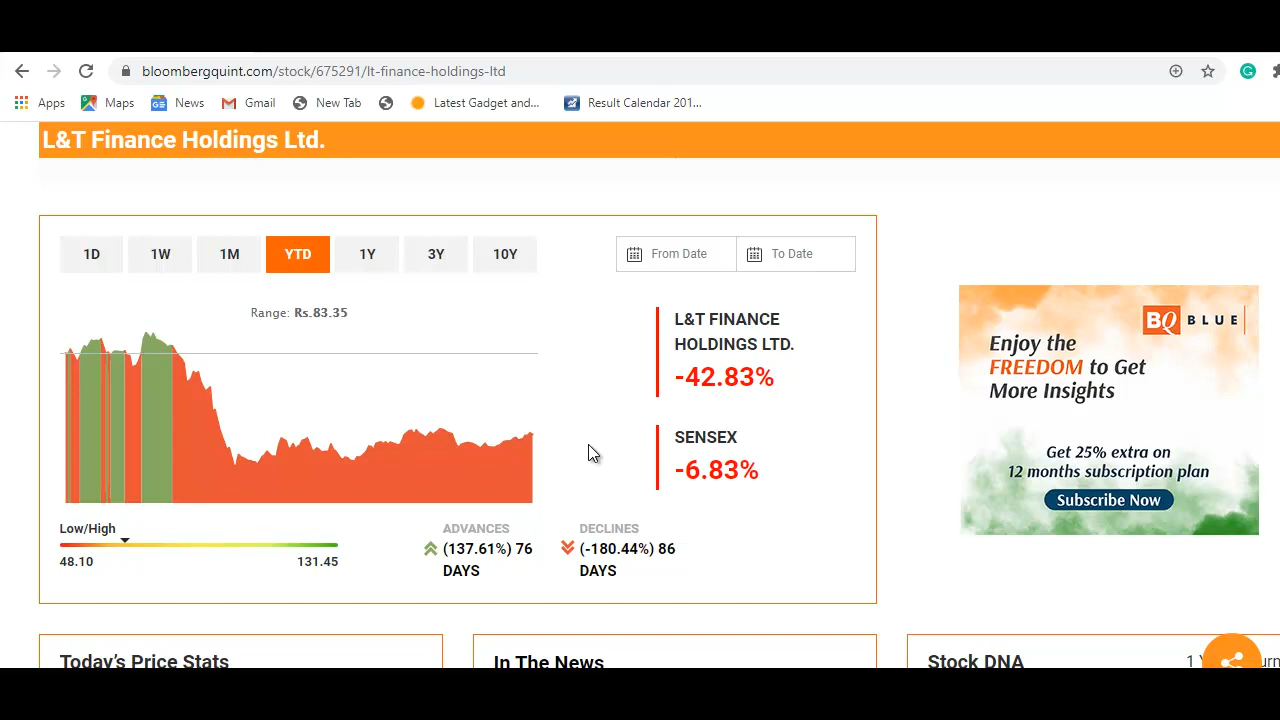 bloombergquint.com/stock/675291/lt-finance-holdings-ltd
Apps Maps News Gmail New Tab Latest Gadget and... Result Calendar 201...
L&T Finance Holdings Ltd.
1D 1W 1M YTD 1Y 3Y 10Y From Date To Date
Range: Rs.83.35
L&T FINANCE
HOLDINGS LTD.
-42.83%
SENSEX
-6.83%
Low/High
48.10 131.45
ADVANCES
(137.61%) 76
DAYS
DECLINES
(-180.44%) 86
DAYS
BQ BLUE
Enjoy the
FREEDOM to Get
More Insights
Get 25% extra on
12 months subscription plan
Subscribe Now
Today's Price Stats
In The News
Stock DNA